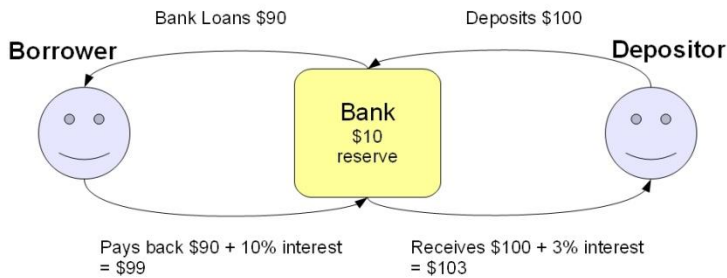 Bank Loans $90
Deposits $100
Borrower
Depositor
Bank
$10
reserve
Pays back $90 + 10% interest
= $99
Receives $100 + 3% interest
= $103